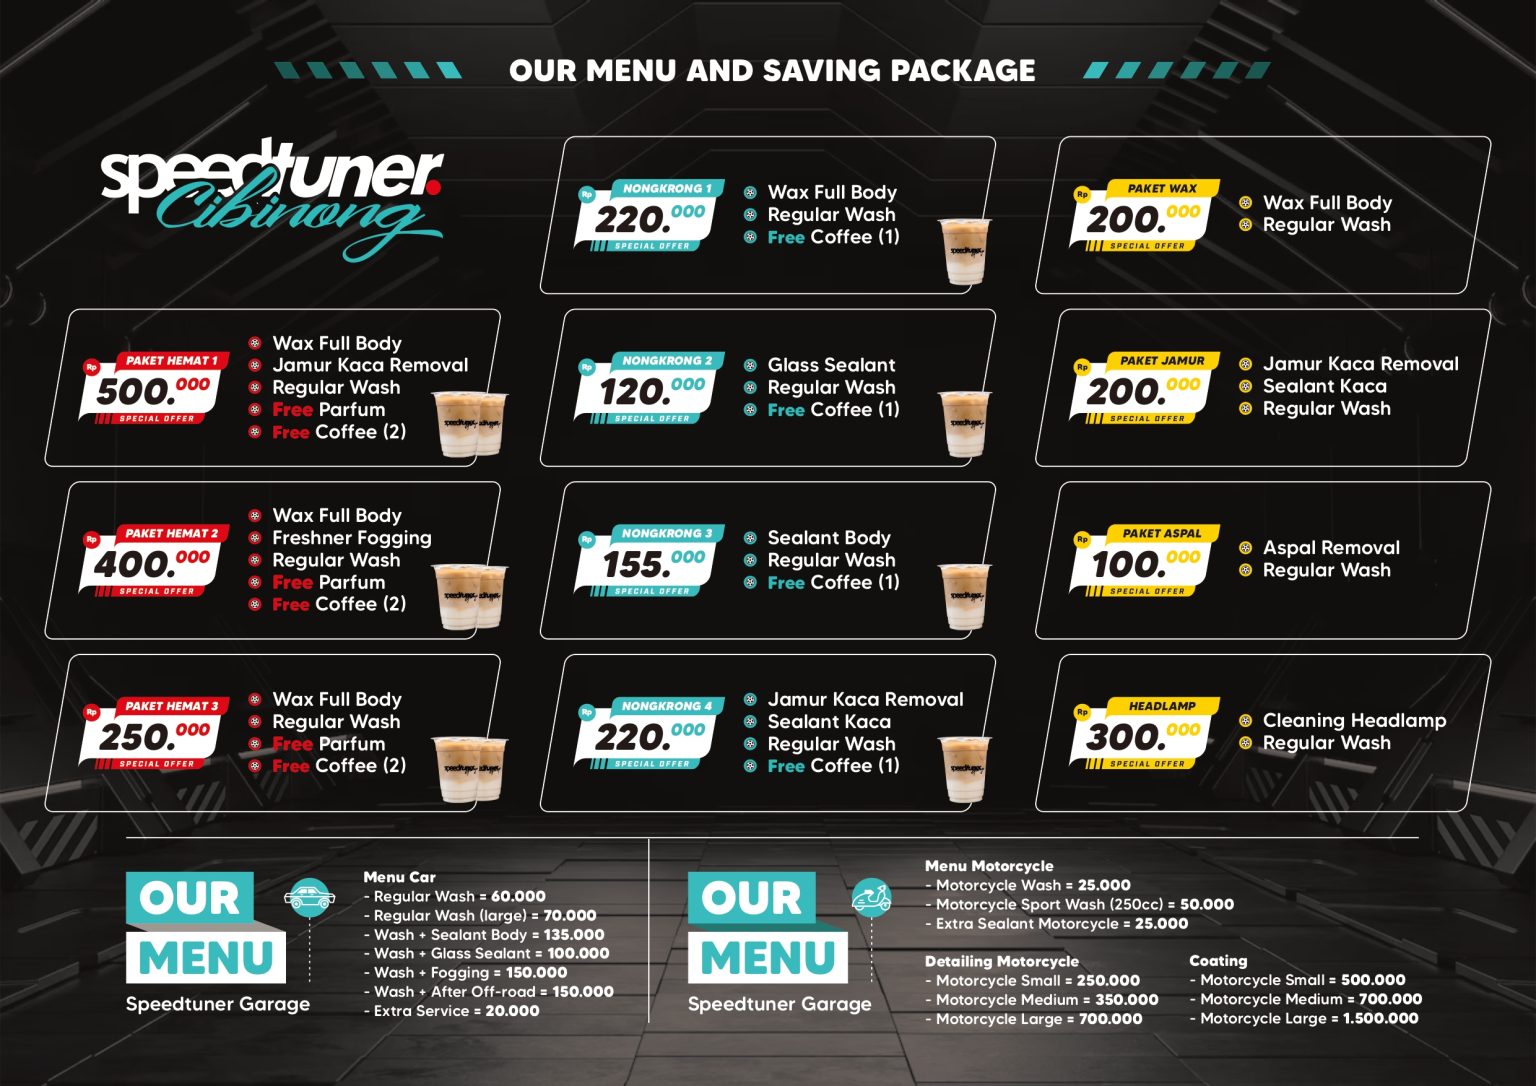 OUR MENU AND SAVING PACKAGE
speedtuner.
Cibinong
Rp
NONGKRONG 1
220.000
SPECIAL OFFER
Wax Full Body
Regular Wash
Free Coffee (1)
speedtuner.
Rp
PAKET WAX
200.000
SPECIAL OFFER
Wax Full Body
Regular Wash
Rp
PAKET HEMAT 1
500.000
SPECIAL OFFER
Wax Full Body
Jamur Kaca Removal
Regular Wash
Free Parfum
Free Coffee (2)
speedtuner.
Rp
NONGKRONG 2
120.000
SPECIAL OFFER
Glass Sealant
Regular Wash
Free Coffee (1)
speedtuner.
Rp
PAKET JAMUR
200.000
SPECIAL OFFER
Jamur Kaca Removal
Sealant Kaca
Regular Wash
Rp
PAKET HEMAT 2
400.000
SPECIAL OFFER
Wax Full Body
Freshner Fogging
Regular Wash
Free Parfum
Free Coffee (2)
speedtuner.
Rp
NONGKRONG 3
155.000
SPECIAL OFFER
Sealant Body
Regular Wash
Free Coffee (1)
speedtuner.
Rp
PAKET ASPAL
100.000
SPECIAL OFFER
Aspal Removal
Regular Wash
Rp
PAKET HEMAT 3
250.000
SPECIAL OFFER
Wax Full Body
Regular Wash
Free Parfum
Free Coffee (2)
speedtuner.
Rp
NONGKRONG 4
220.000
SPECIAL OFFER
Jamur Kaca Removal
Sealant Kaca
Regular Wash
Free Coffee (1)
speedtuner.
Rp
HEADLAMP
300.000
SPECIAL OFFER
Cleaning Headlamp
Regular Wash
OUR
MENU
Speedtuner Garage
Menu Car
- Regular Wash = 60.000
- Regular Wash (large) = 70.000
- Wash + Sealant Body = 135.000
- Wash + Glass Sealant = 100.000
- Wash + Fogging = 150.000
- Wash + After Off-road = 150.000
- Extra Service = 20.000
OUR
MENU
Speedtuner Garage
Menu Motorcycle
- Motorcycle Wash = 25.000
- Motorcycle Sport Wash (250cc) = 50.000
- Extra Sealant Motorcycle = 25.000
Detailing Motorcycle
- Motorcycle Small = 250.000
- Motorcycle Medium = 350.000
- Motorcycle Large = 700.000
Coating
- Motorcycle Small = 500.000
- Motorcycle Medium = 700.000
- Motorcycle Large = 1.500.000